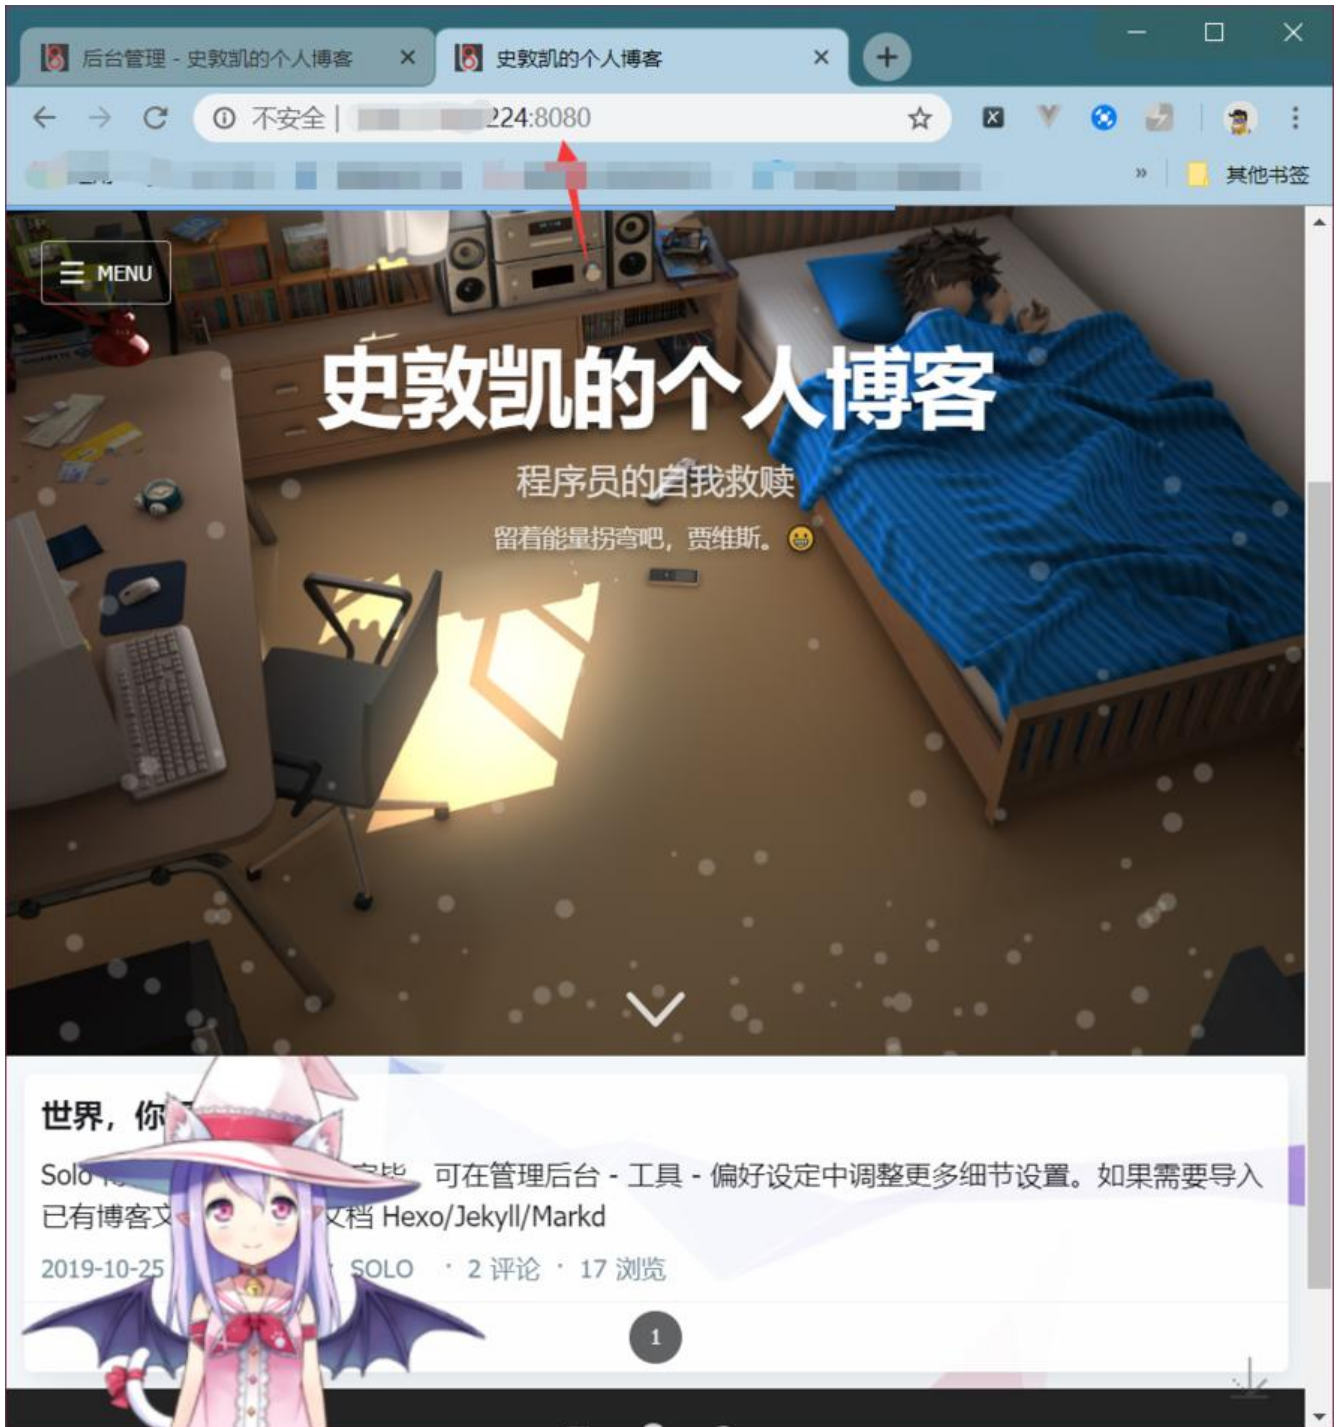 后台管理 - 史敦凯的个人博客
史敦凯的个人博客
不安全 | 224:8080
其他书签
MENU
史敦凯的个人博客
程序员的自我救赎
留着能量拐弯吧，贾维斯。
世界，你
Solo 可在管理后台 - 工具 - 偏好设定中调整更多细节设置。如果需要导入
已有博客文 文档 Hexo/Jekyll/Markd
2019-10-25 · SOLO · 2 评论 · 17 浏览
1